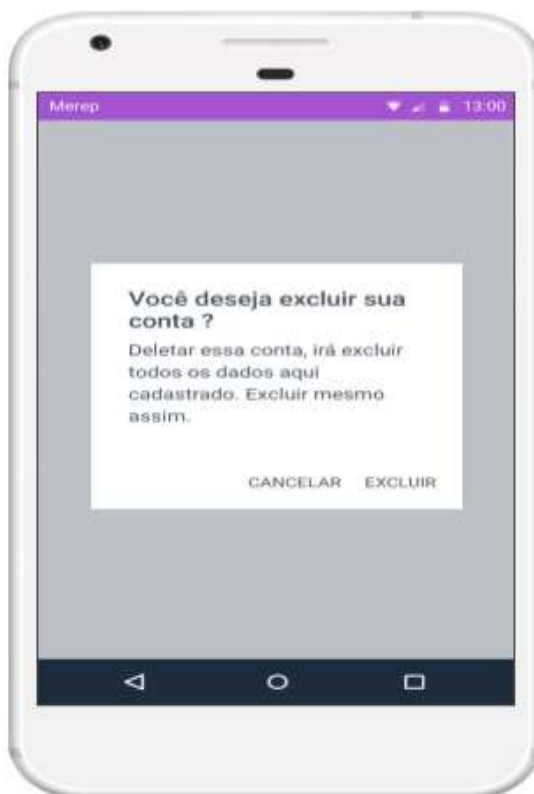 Merep 13:00
Você deseja excluir sua
conta ?
Deletar essa conta, irá excluir
todos os dados aqui
cadastrado. Excluir mesmo
assim.
CANCELAR EXCLUIR